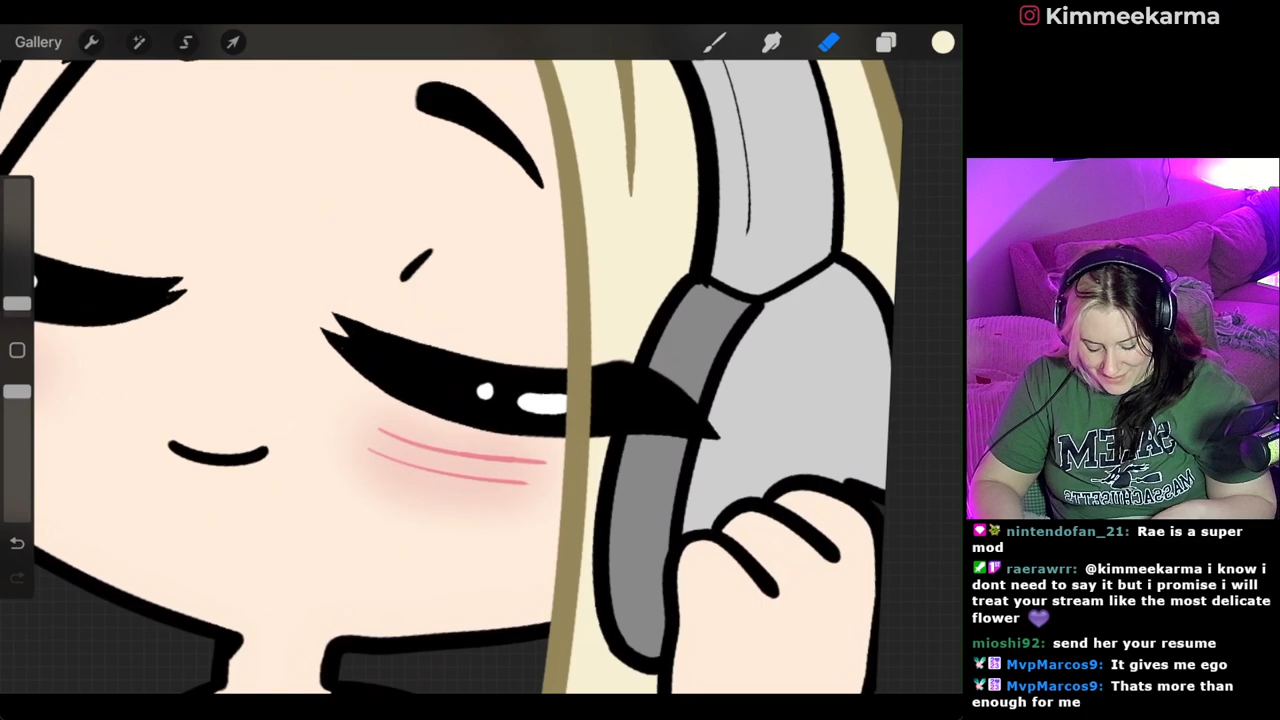 Kimmeekarma
Gallery
SALEM
MASSACHUSETTS
nintendofan_21: Rae is a super
mod
raerawrr: @kimmeekarma i know i
dont need to say it but i promise i will
treat your stream like the most delicate
flower
mioshi92: send her your resume
MvpMarcos9: It gives me ego
MvpMarcos9: Thats more than
enough for me